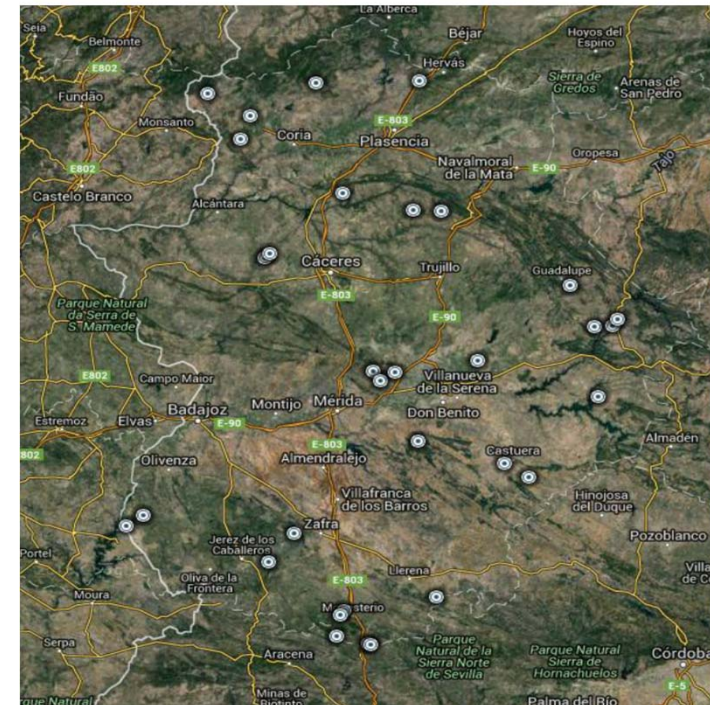 La Alberca
Seia
Belmonte
Béjar
Hoyos del
Espino
Hervás
E802
Sierra de
Gredos
Arenas de
San Pedro
Fundão
Monsanto
E-803
Coria
Plasencia
Navalmoral
de la Mata
Oropesa
E-90
Tajo
E802
Castelo Branco
Alcántara
Cáceres
Trujillo
Guadalupe
E-803
Parque Natural
da Serra de
S. Mamede
E-90
E802
Campo Maior
Villanueva
de la Serena
Mérida
Montijo
Badajoz
Don Benito
Estremoz
Elvas
E-90
Almadén
E-803
802
Olivenza
Almendralejo
Castuera
Villafranca
de los Barros
Hinojosa
del Duque
Zafra
Pozoblanco
Portel
Jerez de los
Caballeros
Llerena
Villa
de C
Oliva de la
Frontera
E-803
Moura
M
sterio
Serpa
Aracena
Parque
Natural de la
Sierra Norte
de Sevilla
Parque Natural
Sierra de
Hornachuelos
Córdoba
E-5
Minas de
Riotinto
Palma del Río
rque Natural